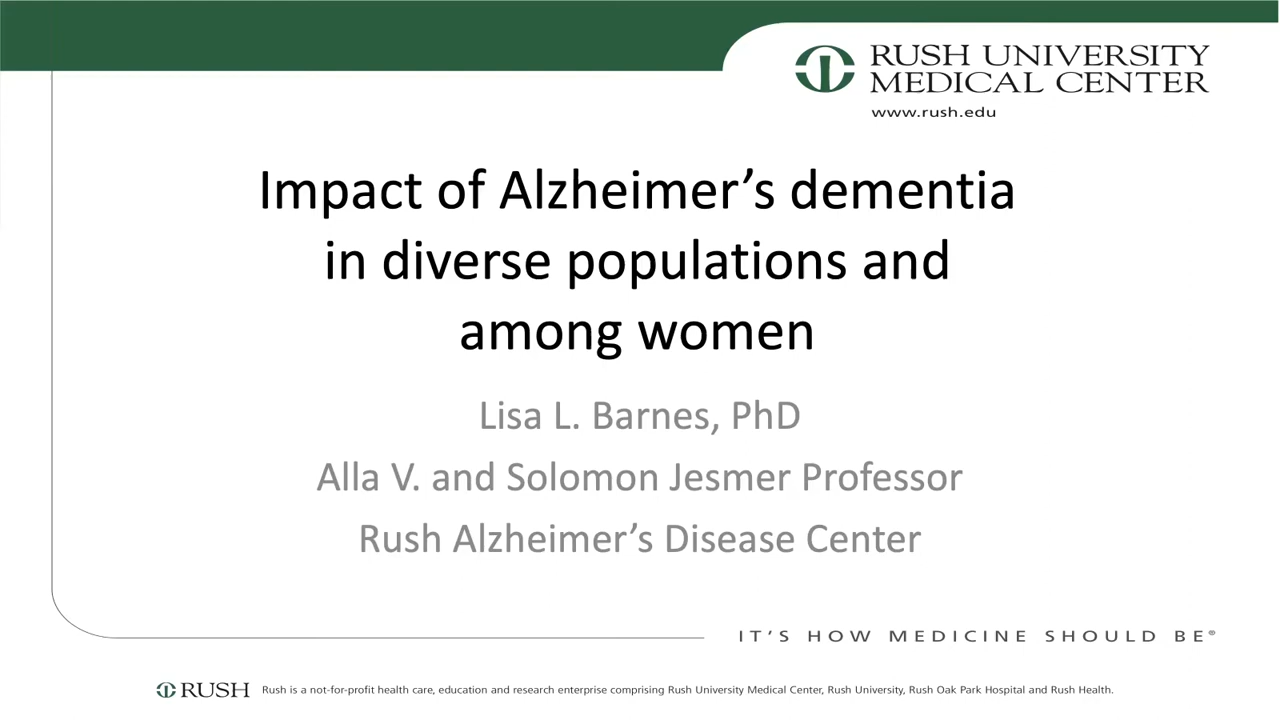 RUSH UNIVERSITY
MEDICAL CENTER
www.rush.edu
Impact of Alzheimer’s dementia
in diverse populations and
among women
Lisa L. Barnes, PhD
Alla V. and Solomon Jesmer Professor
Rush Alzheimer’s Disease Center
IT’S HOW MEDICINE SHOULD BE®
RUSH Rush is a not-for-profit health care, education and research enterprise comprising Rush University Medical Center, Rush University, Rush Oak Park Hospital and Rush Health.